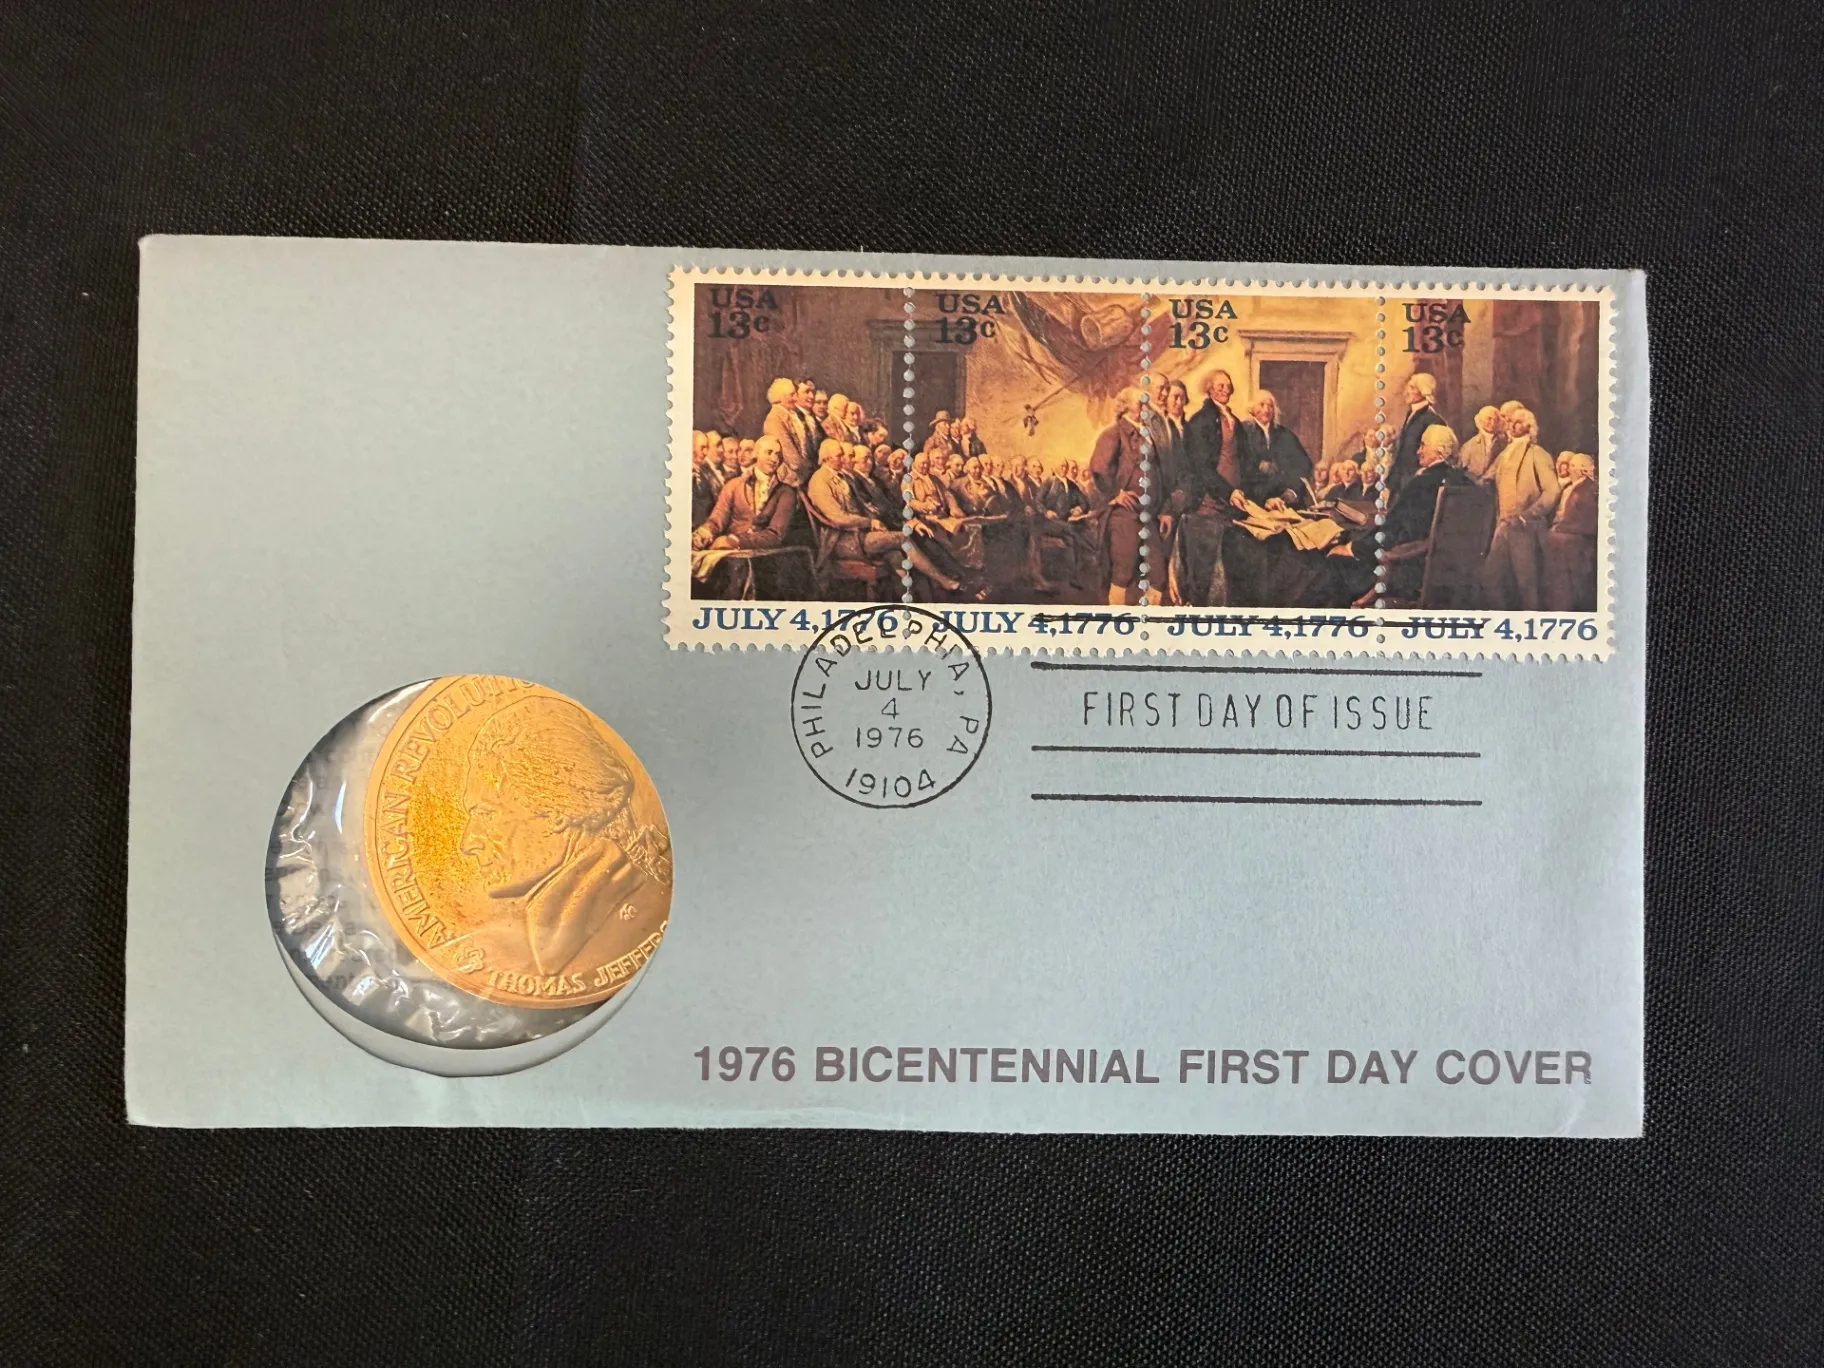 USA USA USA USA
13c 13c 13c 13c
JULY 4,1776 JULY 4,1776 JULY 4,1776 JULY 4,1776
PHILADELPHIA, PA
JULY
4
1976
19104
FIRST DAY OF ISSUE
AMERICAN REVOLUTIO
THOMAS JEFFERS
1976 BICENTENNIAL FIRST DAY COVER